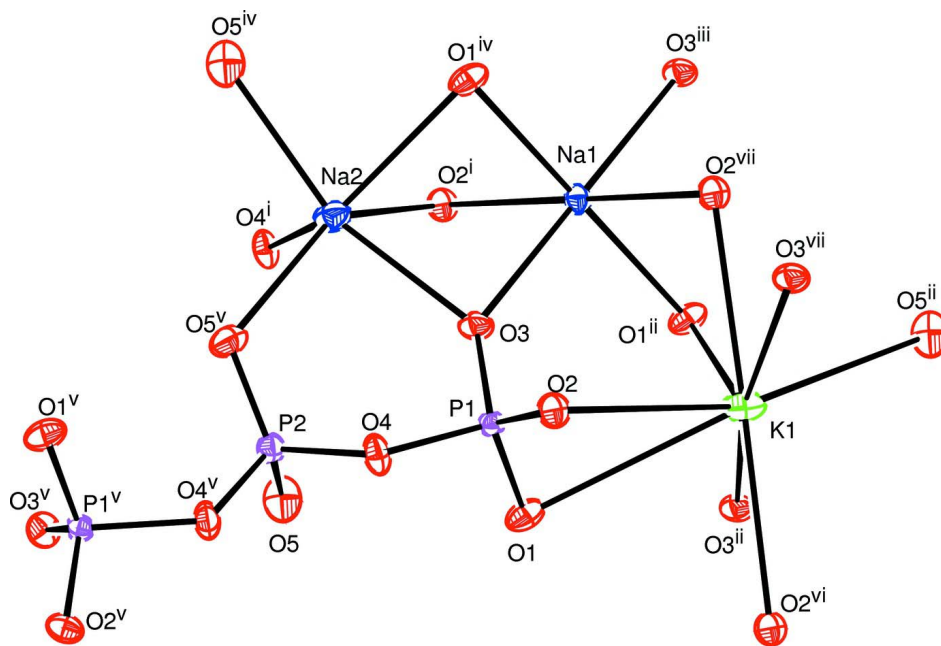 O5iv
O1iv
O3iii
Na2
O2i
Na1
O2vii
O4i
O3vii
O5ii
O5v
O3
O1ii
O1v
P2
O4
P1
O2
K1
O3v
P1v
O4v
O5
O1
O3ii
O2v
O2vi